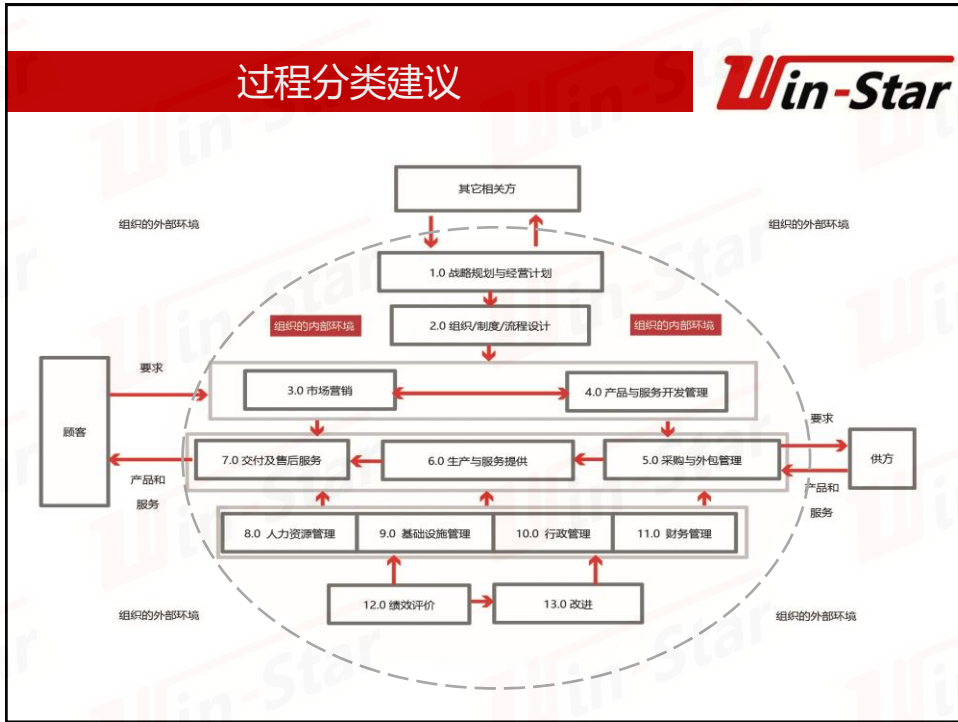 过程分类建议
Win-Star
其它相关方
组织的外部环境
组织的外部环境
1.0 战略规划与经营计划
组织的内部环境
2.0 组织/制度/流程设计
组织的内部环境
要求
3.0 市场营销
4.0 产品与服务开发管理
顾客
要求
7.0 交付及售后服务
6.0 生产与服务提供
5.0 采购与外包管理
供方
产品和
服务
产品和
服务
8.0 人力资源管理
9.0 基础设施管理
10.0 行政管理
11.0 财务管理
12.0 绩效评价
13.0 改进
组织的外部环境
组织的外部环境